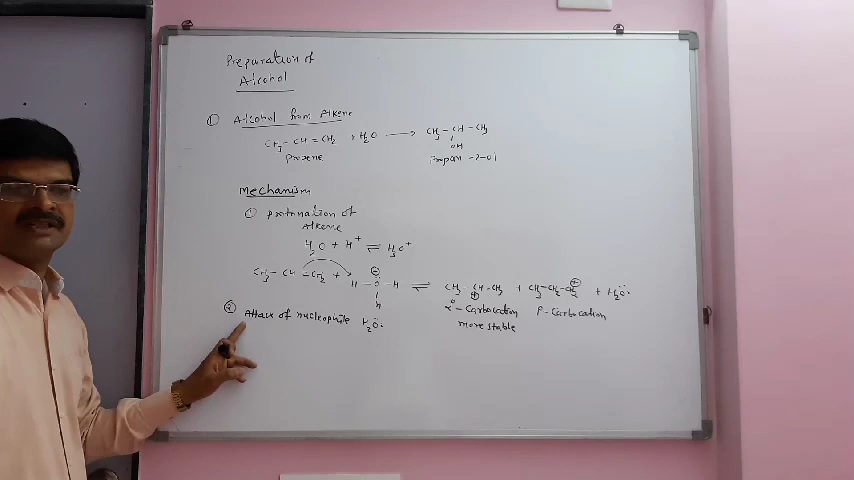 Preparation of
Alcohol
① Alcohol from Alkene
CH₃ – CH = CH₂ + H₂O ⟶ CH₃ – CH – CH₃
OH
Propene
Propan-2-ol
Mechanism
① protonation of
Alkene
H₂O + H⁺ ⇌ H₃O⁺
CH₃ – CH = CH₂ + H – O – H ⇌ CH₃ – CH – CH₃ + CH₃ – CH₂ – CH₂ + H₂O:
H
2° – Carbocation P – Carbocation
more stable
② Attack of nucleophile H₂O: